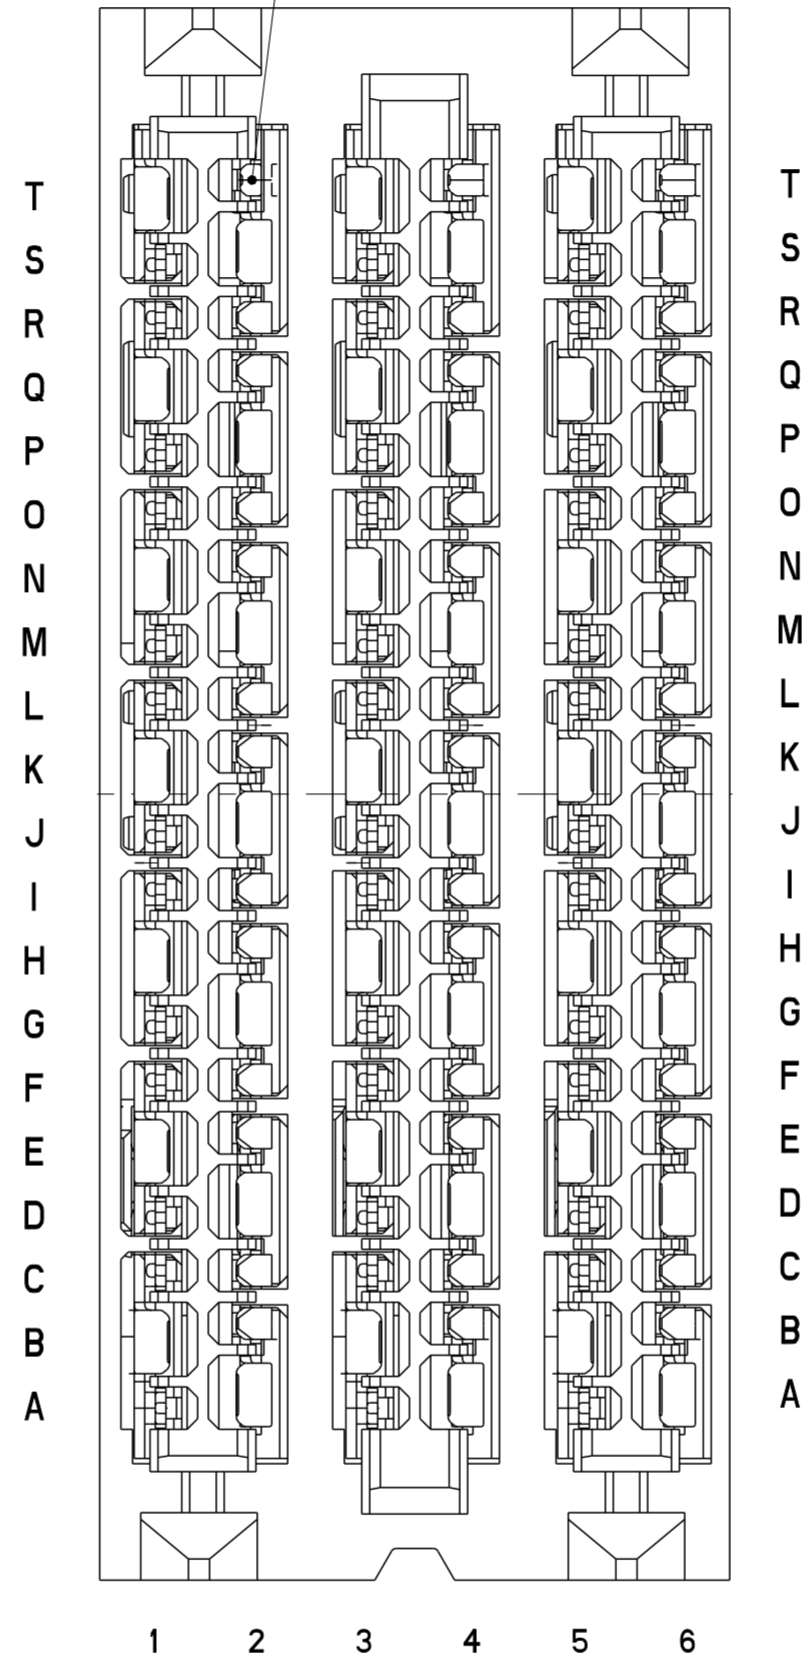 T T
S S
R R
Q Q
P P
O O
N N
M M
L L
K K
J J
I I
H H
G G
F F
E E
D D
C C
B B
A A
1 2 3 4 5 6